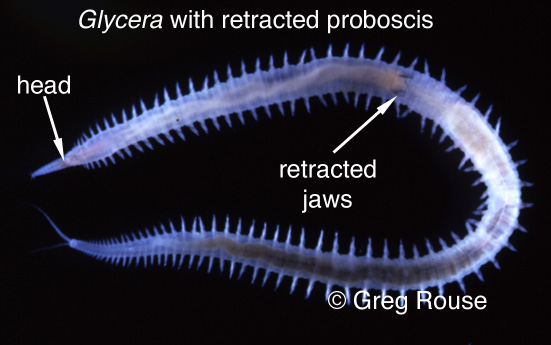 Glycera with retracted proboscis
head
retracted
jaws
© Greg Rouse